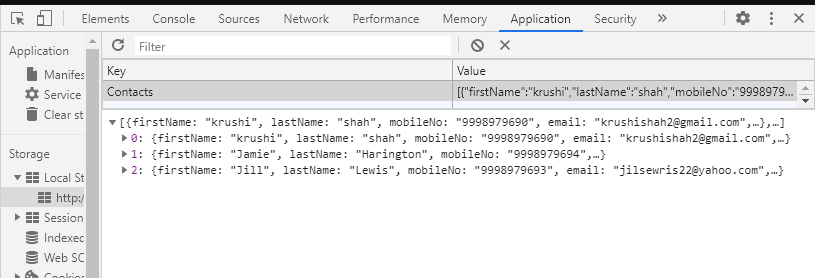 Elements Console Sources Network Performance Memory Application Security »
Application
Manifes
Service
Clear st
Storage
Local St
http:/
Session
Indexec
Web SC
Cookies
Filter
Key Value
Contacts [{"firstName":"krushi","lastName":"shah","mobileNo":"9998979...
[{firstName: "krushi", lastName: "shah", mobileNo: "9998979690", email: "krushishah2@gmail.com",…},…]
0: {firstName: "krushi", lastName: "shah", mobileNo: "9998979690", email: "krushishah2@gmail.com",…}
1: {firstName: "Jamie", lastName: "Harington", mobileNo: "9998979694",…}
2: {firstName: "Jill", lastName: "Lewis", mobileNo: "9998979693", email: "jilsewris22@yahoo.com",…}